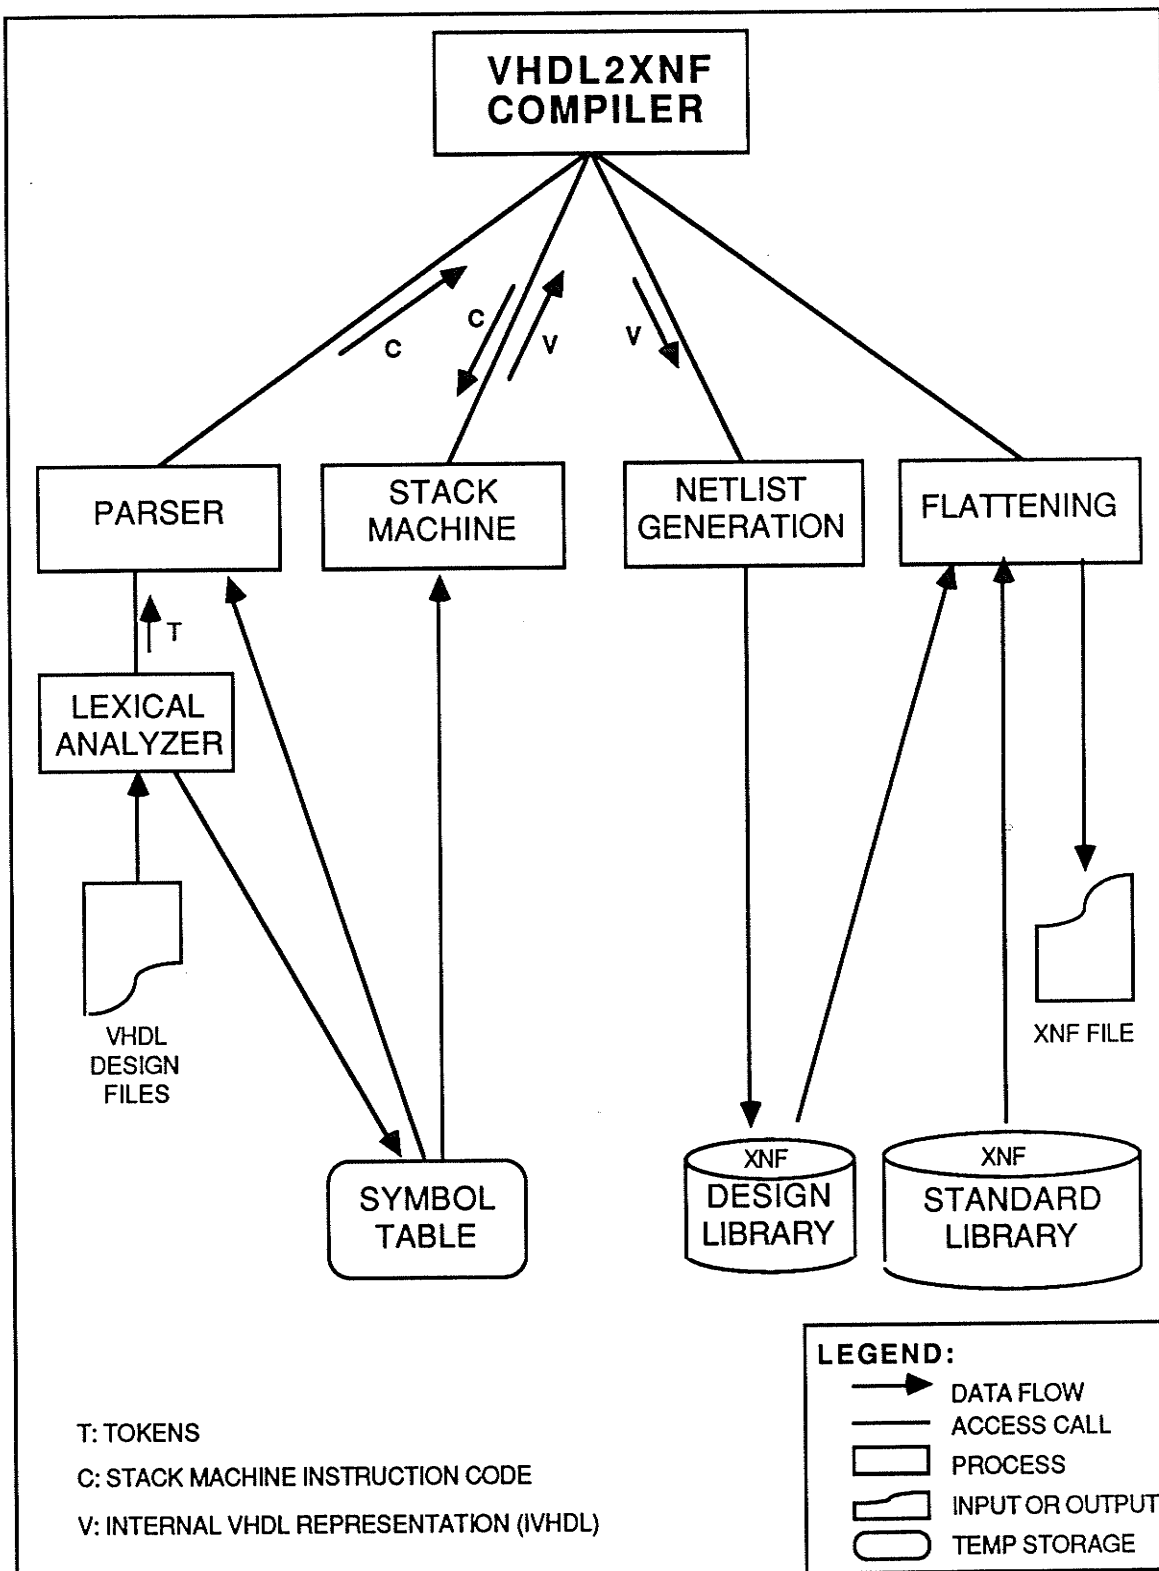 VHDL2XNF
COMPILER
C
C
V
V
PARSER
STACK
MACHINE
NETLIST
GENERATION
FLATTENING
T
LEXICAL
ANALYZER
VHDL
DESIGN
FILES
XNF FILE
SYMBOL
TABLE
XNF
DESIGN
LIBRARY
XNF
STANDARD
LIBRARY
LEGEND:
DATA FLOW
ACCESS CALL
PROCESS
INPUT OR OUTPUT
TEMP STORAGE
T: TOKENS
C: STACK MACHINE INSTRUCTION CODE
V: INTERNAL VHDL REPRESENTATION (IVHDL)